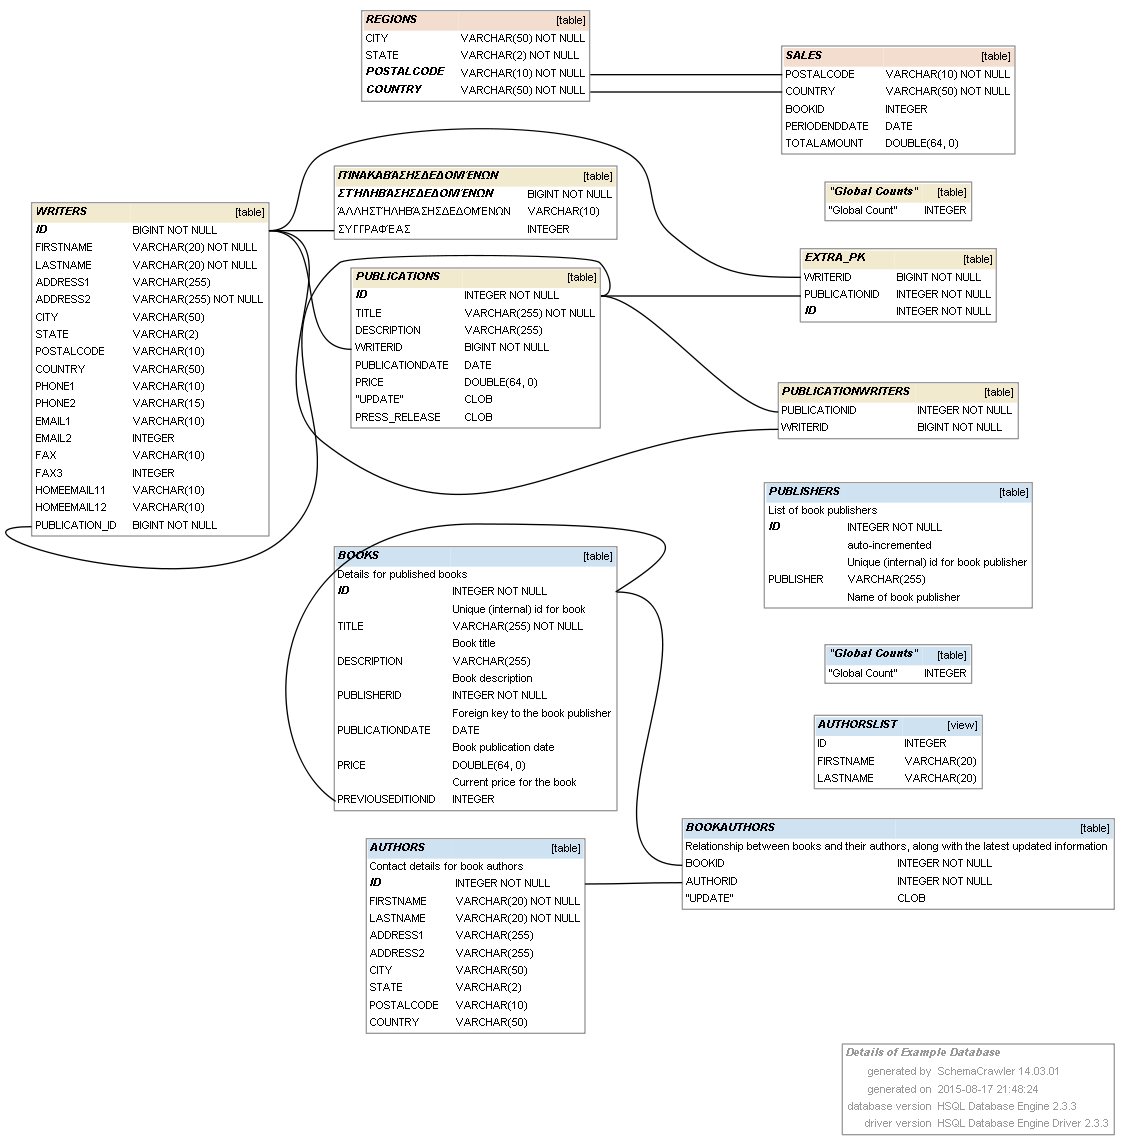 REGIONS [table]
CITY VARCHAR(50) NOT NULL
STATE VARCHAR(2) NOT NULL
POSTALCODE VARCHAR(10) NOT NULL
COUNTRY VARCHAR(50) NOT NULL
SALES [table]
POSTALCODE VARCHAR(10) NOT NULL
COUNTRY VARCHAR(50) NOT NULL
BOOKID INTEGER
PERIODENDDATE DATE
TOTALAMOUNT DOUBLE(64, 0)
ΠΊΝΑΚΑΒΆΣΗΣΔΕΔΟΜΈΝΩΝ [table]
ΣΤΉΛΗΒΆΣΗΣΔΕΔΟΜΈΝΩΝ BIGINT NOT NULL
ΆΛΛΗΣΤΉΛΗΒΆΣΗΣΔΕΔΟΜΈΝΩΝ VARCHAR(10)
ΣΥΓΓΡΑΦΈΑΣ INTEGER
"Global Counts" [table]
"Global Count" INTEGER
WRITERS [table]
ID BIGINT NOT NULL
FIRSTNAME VARCHAR(20) NOT NULL
LASTNAME VARCHAR(20) NOT NULL
ADDRESS1 VARCHAR(255)
ADDRESS2 VARCHAR(255) NOT NULL
CITY VARCHAR(50)
STATE VARCHAR(2)
POSTALCODE VARCHAR(10)
COUNTRY VARCHAR(50)
PHONE1 VARCHAR(10)
PHONE2 VARCHAR(15)
EMAIL1 VARCHAR(10)
EMAIL2 INTEGER
FAX VARCHAR(10)
FAX3 INTEGER
HOMEEMAIL11 VARCHAR(10)
HOMEEMAIL12 VARCHAR(10)
PUBLICATION_ID BIGINT NOT NULL
EXTRA_PK [table]
WRITERID BIGINT NOT NULL
PUBLICATIONID INTEGER NOT NULL
ID INTEGER NOT NULL
PUBLICATIONS [table]
ID INTEGER NOT NULL
TITLE VARCHAR(255) NOT NULL
DESCRIPTION VARCHAR(255)
WRITERID BIGINT NOT NULL
PUBLICATIONDATE DATE
PRICE DOUBLE(64, 0)
"UPDATE" CLOB
PRESS_RELEASE CLOB
PUBLICATIONWRITERS [table]
PUBLICATIONID INTEGER NOT NULL
WRITERID BIGINT NOT NULL
PUBLISHERS [table]
List of book publishers
ID INTEGER NOT NULL
auto-incremented
Unique (internal) id for book publisher
PUBLISHER VARCHAR(255)
Name of book publisher
BOOKS [table]
Details for published books
ID INTEGER NOT NULL
Unique (internal) id for book
TITLE VARCHAR(255) NOT NULL
Book title
DESCRIPTION VARCHAR(255)
Book description
PUBLISHERID INTEGER NOT NULL
Foreign key to the book publisher
PUBLICATIONDATE DATE
Book publication date
PRICE DOUBLE(64, 0)
Current price for the book
PREVIOUSEDITIONID INTEGER
"Global Counts" [table]
"Global Count" INTEGER
AUTHORSLIST [view]
ID INTEGER
FIRSTNAME VARCHAR(20)
LASTNAME VARCHAR(20)
BOOKAUTHORS [table]
Relationship between books and their authors, along with the latest updated information
BOOKID INTEGER NOT NULL
AUTHORID INTEGER NOT NULL
"UPDATE" CLOB
AUTHORS [table]
Contact details for book authors
ID INTEGER NOT NULL
FIRSTNAME VARCHAR(20) NOT NULL
LASTNAME VARCHAR(20) NOT NULL
ADDRESS1 VARCHAR(255)
ADDRESS2 VARCHAR(255)
CITY VARCHAR(50)
STATE VARCHAR(2)
POSTALCODE VARCHAR(10)
COUNTRY VARCHAR(50)
Details of Example Database
generated by SchemaCrawler 14.03.01
generated on 2015-08-17 21:48:24
database version HSQL Database Engine 2.3.3
driver version HSQL Database Engine Driver 2.3.3